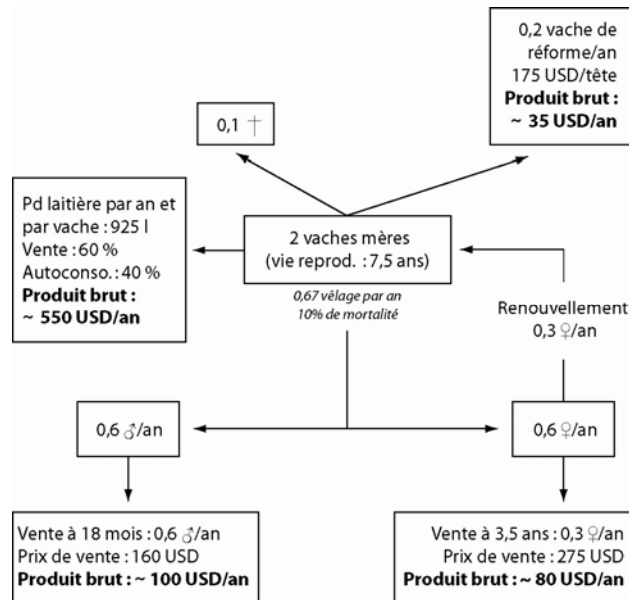 0,2 vache de
réforme/an
175 USD/tête
Produit brut :
~ 35 USD/an
0,1 †
Pd laitière par an et
par vache : 925 l
Vente : 60 %
Autoconso. : 40 %
Produit brut :
~ 550 USD/an
2 vaches mères
(vie reprod. : 7,5 ans)
0,67 vêlage par an
10% de mortalité
Renouvellement
0,3 ♀/an
0,6 ♂/an
0,6 ♀/an
Vente à 18 mois : 0,6 ♂/an
Prix de vente : 160 USD
Produit brut : ~ 100 USD/an
Vente à 3,5 ans : 0,3 ♀/an
Prix de vente : 275 USD
Produit brut : ~ 80 USD/an